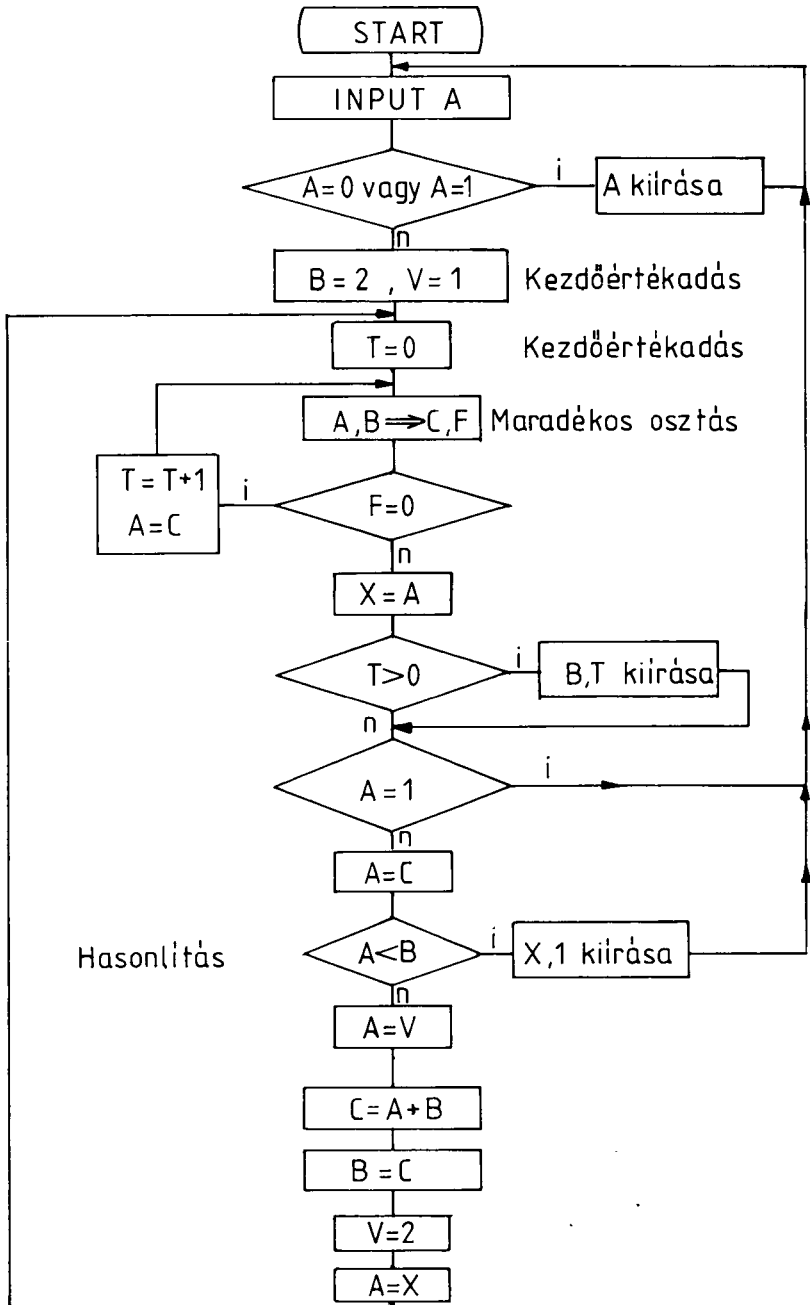 START
INPUT A
A=0 vagy A=1
i
A kiírása
n
B=2 , V=1
Kezdőértékadás
T=0
Kezdőértékadás
A,B⟹C,F
Maradékos osztás
T=T+1
A=C
i
F=0
n
X=A
T>0
i
B,T kiírása
n
A=1
i
n
A=C
Hasonlítás
A<B
i
X,1 kiírása
n
A=V
C=A+B
B=C
V=2
A=X